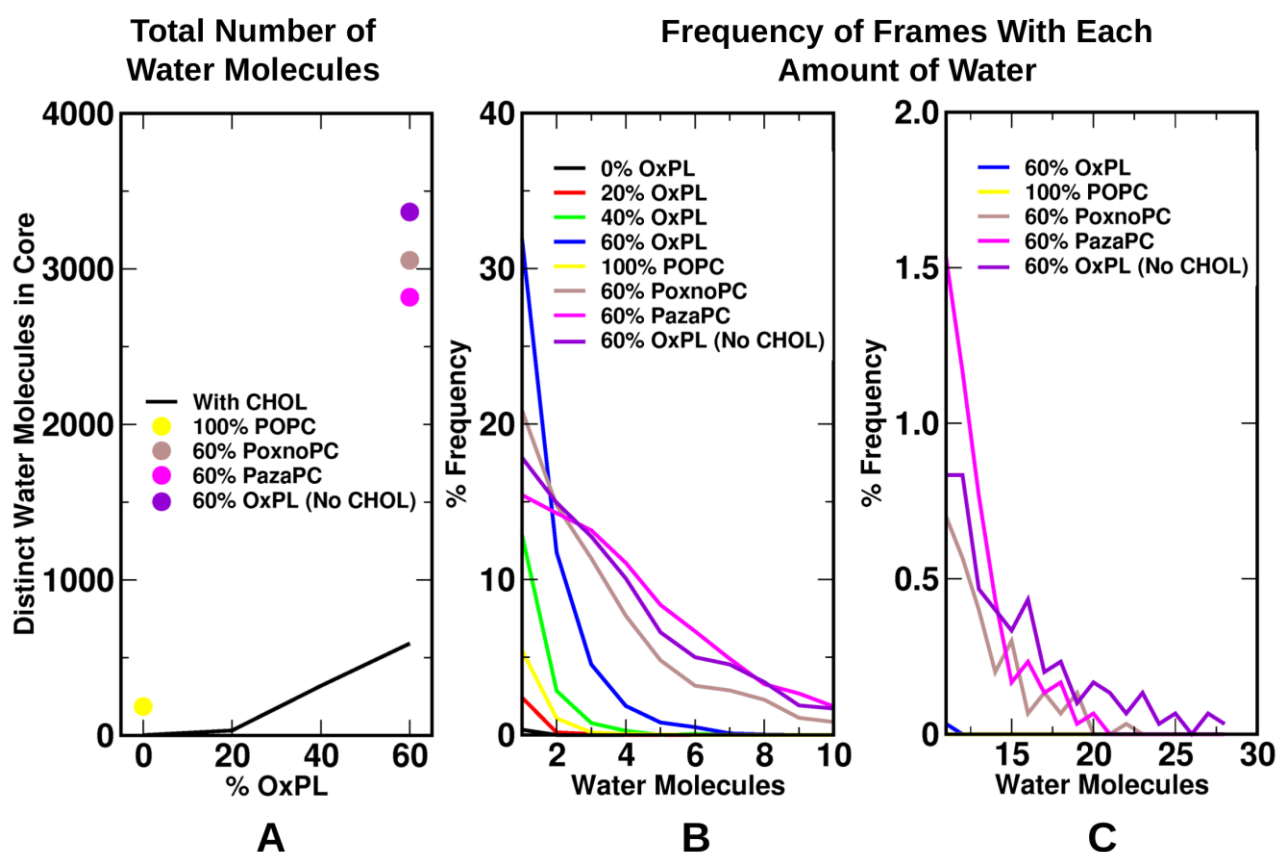 Total Number of
Water Molecules
Frequency of Frames With Each
Amount of Water
Distinct Water Molecules in Core
4000
3000
2000
1000
0
With CHOL
100% POPC
60% PoxnoPC
60% PazaPC
60% OxPL (No CHOL)
0 20 40 60
% OxPL
A
% Frequency
40
30
20
10
0
0% OxPL
20% OxPL
40% OxPL
60% OxPL
100% POPC
60% PoxnoPC
60% PazaPC
60% OxPL (No CHOL)
2 4 6 8 10
Water Molecules
B
% Frequency
2.0
1.5
1.0
0.5
0
60% OxPL
100% POPC
60% PoxnoPC
60% PazaPC
60% OxPL (No CHOL)
15 20 25 30
Water Molecules
C